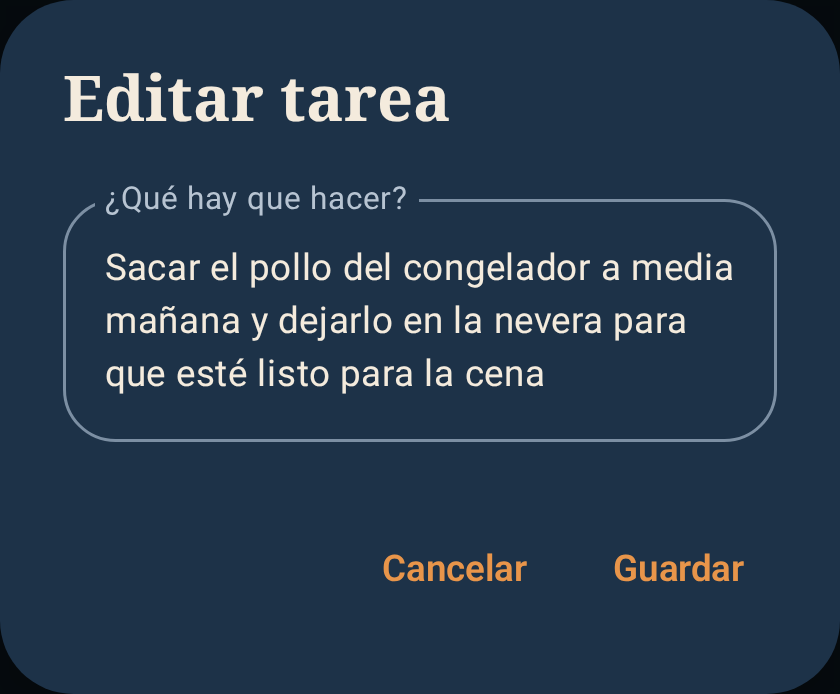 Editar tarea
¿Qué hay que hacer?
Sacar el pollo del congelador a media
mañana y dejarlo en la nevera para
que esté listo para la cena
Cancelar
Guardar